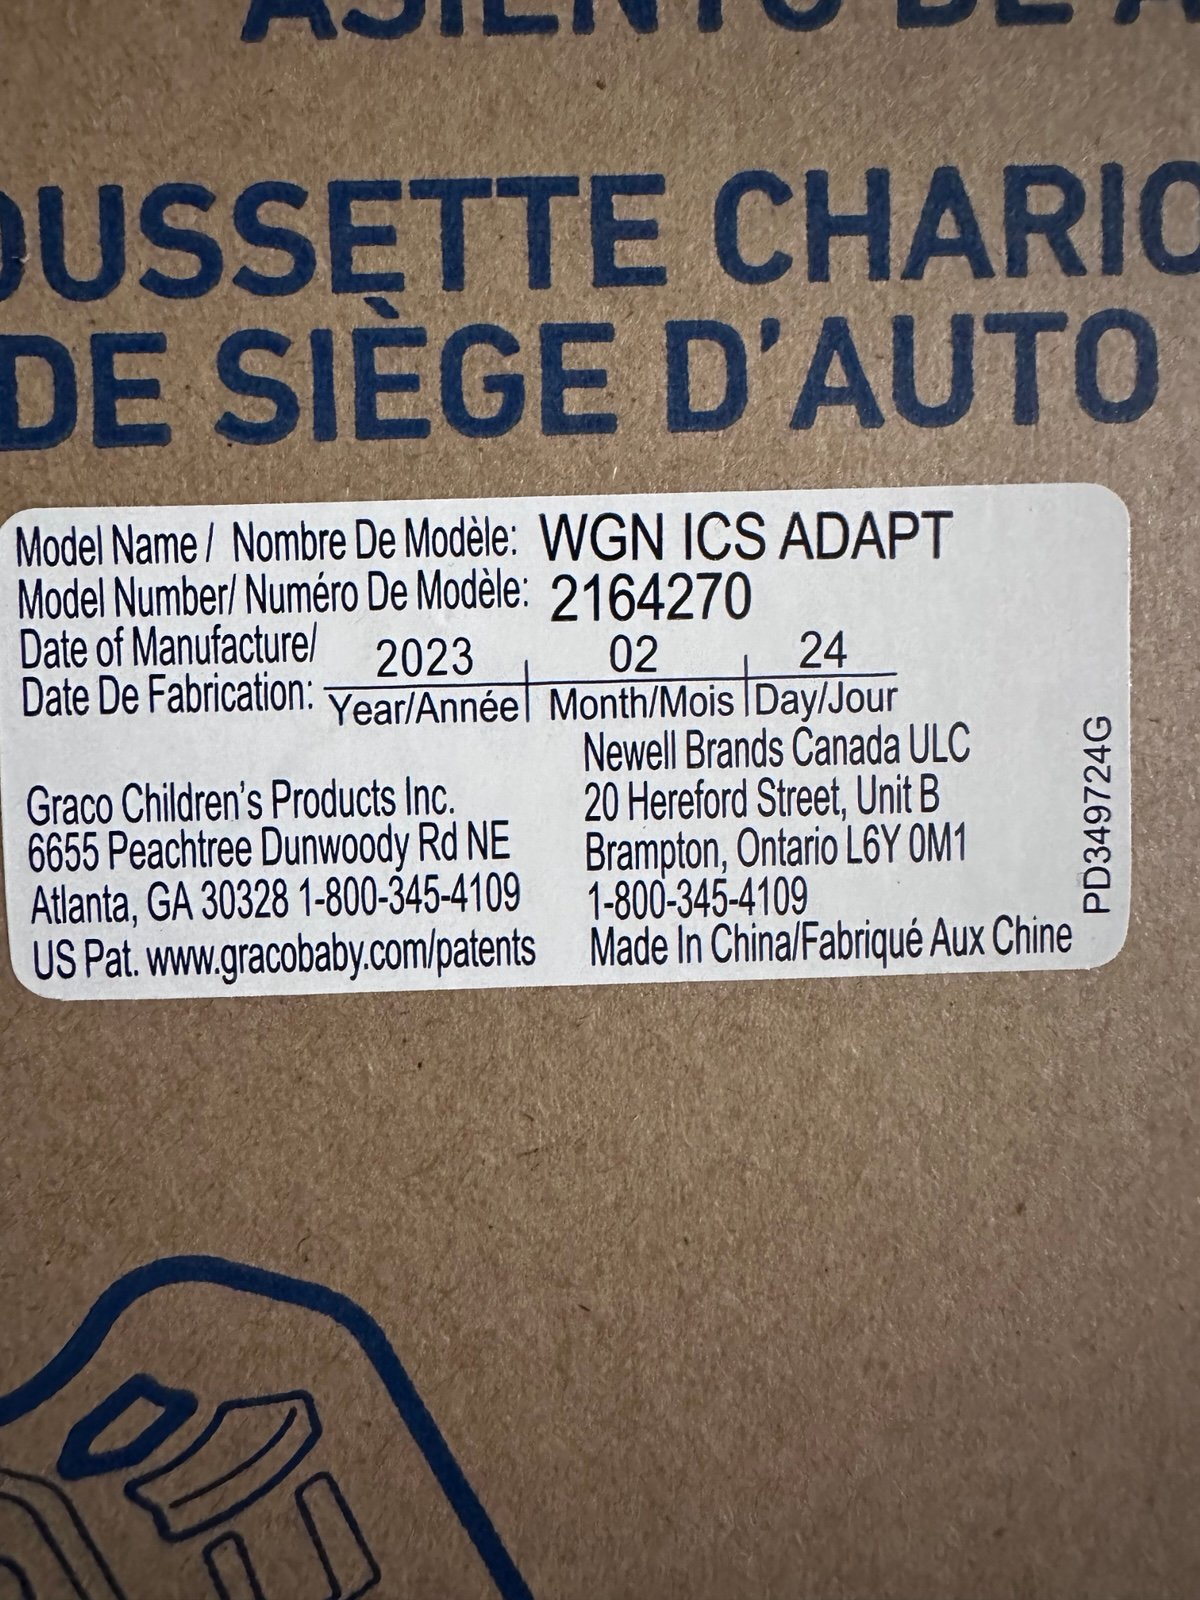 ASIENTO DE A
OUSSETTE CHARIO
DE SIÈGE D'AUTO
Model Name / Nombre De Modèle: WGN ICS ADAPT
Model Number/ Numéro De Modèle: 2164270
Date of Manufacture/
Date De Fabrication:
2023 02 24
Year/Année Month/Mois Day/Jour
Graco Children's Products Inc.
6655 Peachtree Dunwoody Rd NE
Atlanta, GA 30328 1-800-345-4109
US Pat. www.gracobaby.com/patents
Newell Brands Canada ULC
20 Hereford Street, Unit B
Brampton, Ontario L6Y 0M1
1-800-345-4109
Made In China/Fabriqué Aux Chine
PD349724G